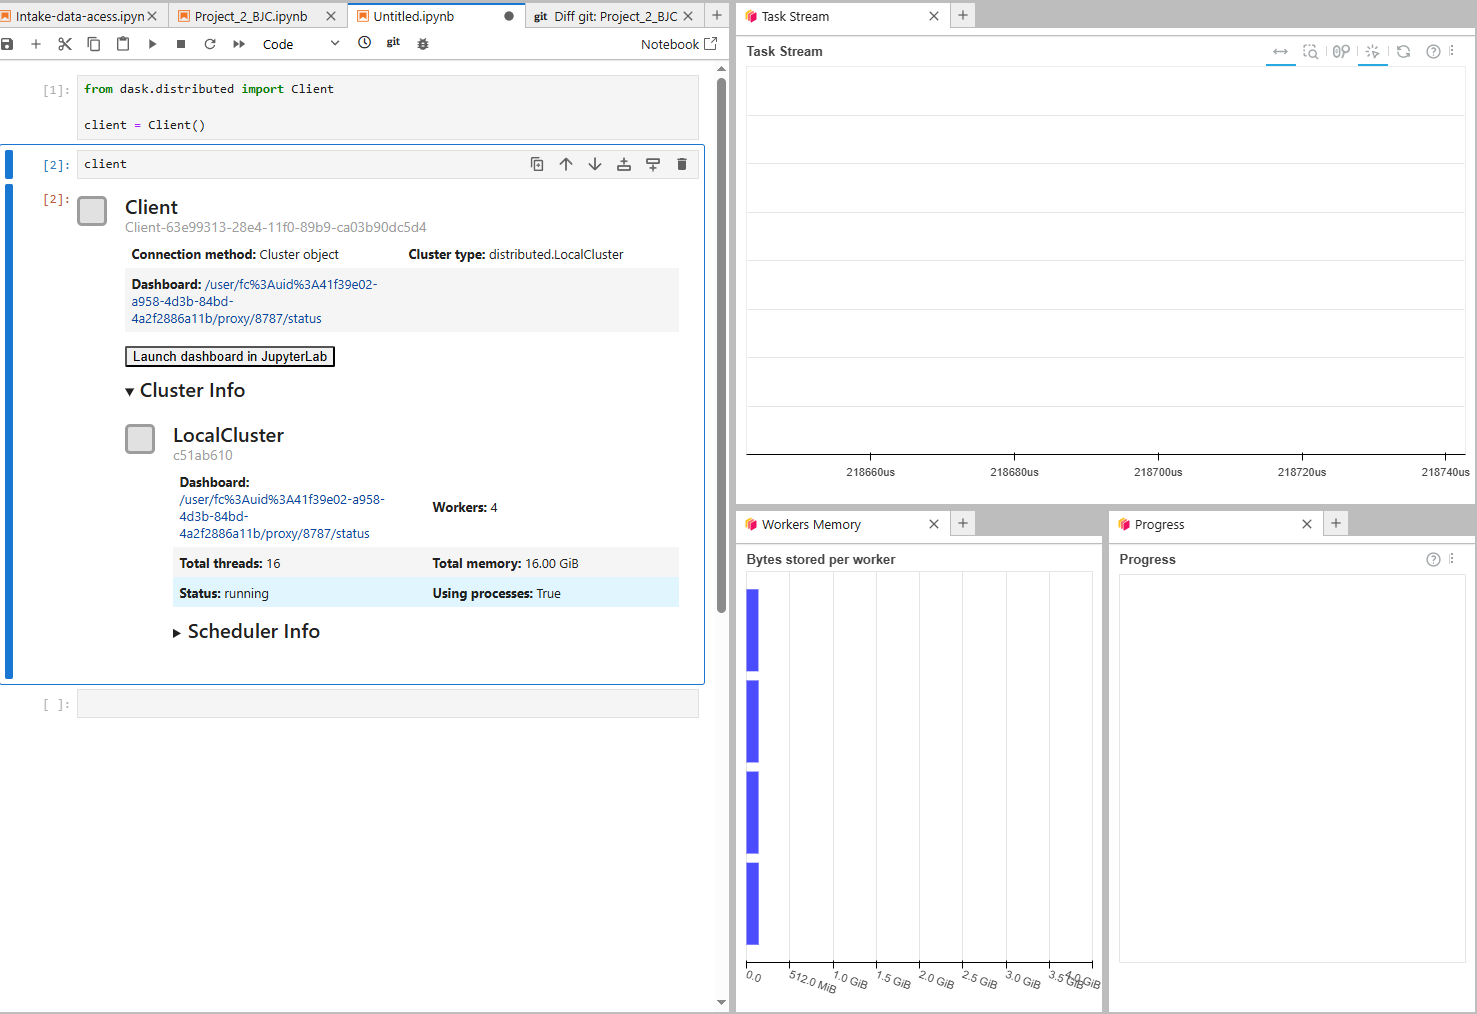 Intake-data-acess.ipyn
Project_2_BJC.ipynb
Untitled.ipynb
git Diff git: Project_2_BJC
Code
git
Notebook
[1]: from dask.distributed import Client
client = Client()
[2]: client
[2]:
Client
Client-63e99313-28e4-11f0-89b9-ca03b90dc5d4
Connection method: Cluster object
Cluster type: distributed.LocalCluster
Dashboard: /user/fc%3Auid%3A41f39e02-
a958-4d3b-84bd-
4a2f2886a11b/proxy/8787/status
Launch dashboard in JupyterLab
Cluster Info
LocalCluster
c51ab610
Dashboard:
/user/fc%3Auid%3A41f39e02-a958-
4d3b-84bd-
4a2f2886a11b/proxy/8787/status
Workers: 4
Total threads: 16
Total memory: 16.00 GiB
Status: running
Using processes: True
Scheduler Info
[ ]:
Task Stream
Task Stream
218660us
218680us
218700us
218720us
218740us
Workers Memory
Bytes stored per worker
0.0
512.0 MiB
1.0 GiB
1.5 GiB
2.0 GiB
2.5 GiB
3.0 GiB
3.5 GiB
4.0 GiB
Progress
Progress